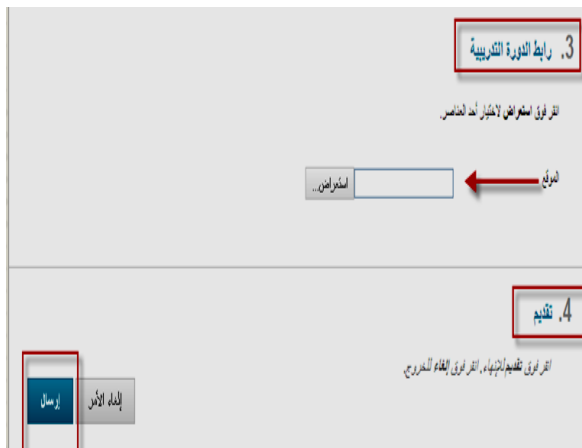 3. رابط الدورة التدريبية
انقر فوق استعراض لاختيار أحد العناصر.
الموقع
استعراض...
4. تقديم
انقر فوق تقديم للإنهاء. انقر فوق إلغاء للخروج.
إلغاء الأمر
إرسال